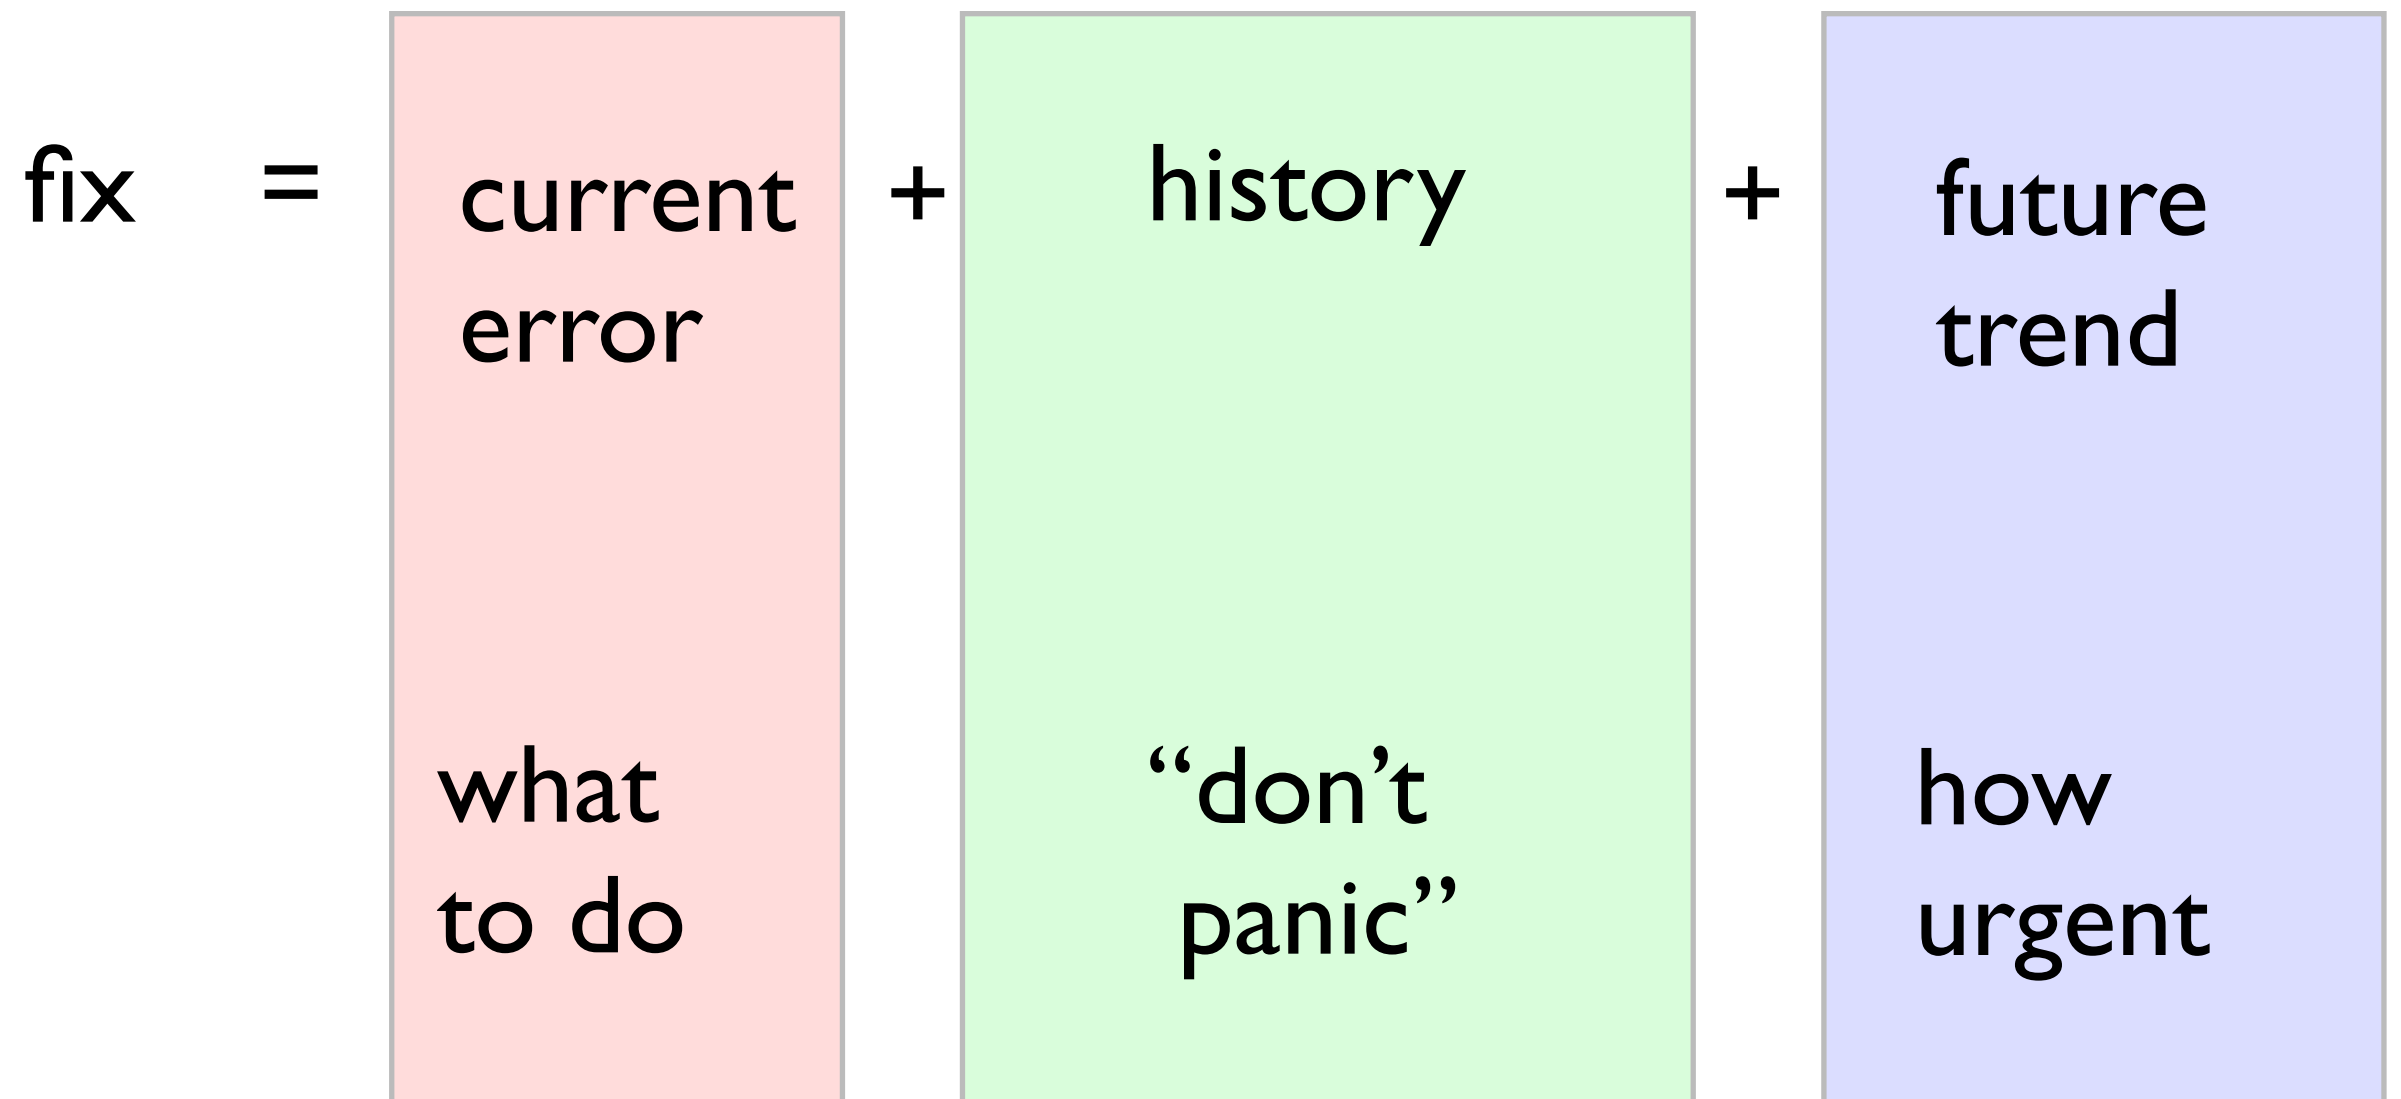 fix = current + history + future
error trend
what “don’t how
to do panic” urgent